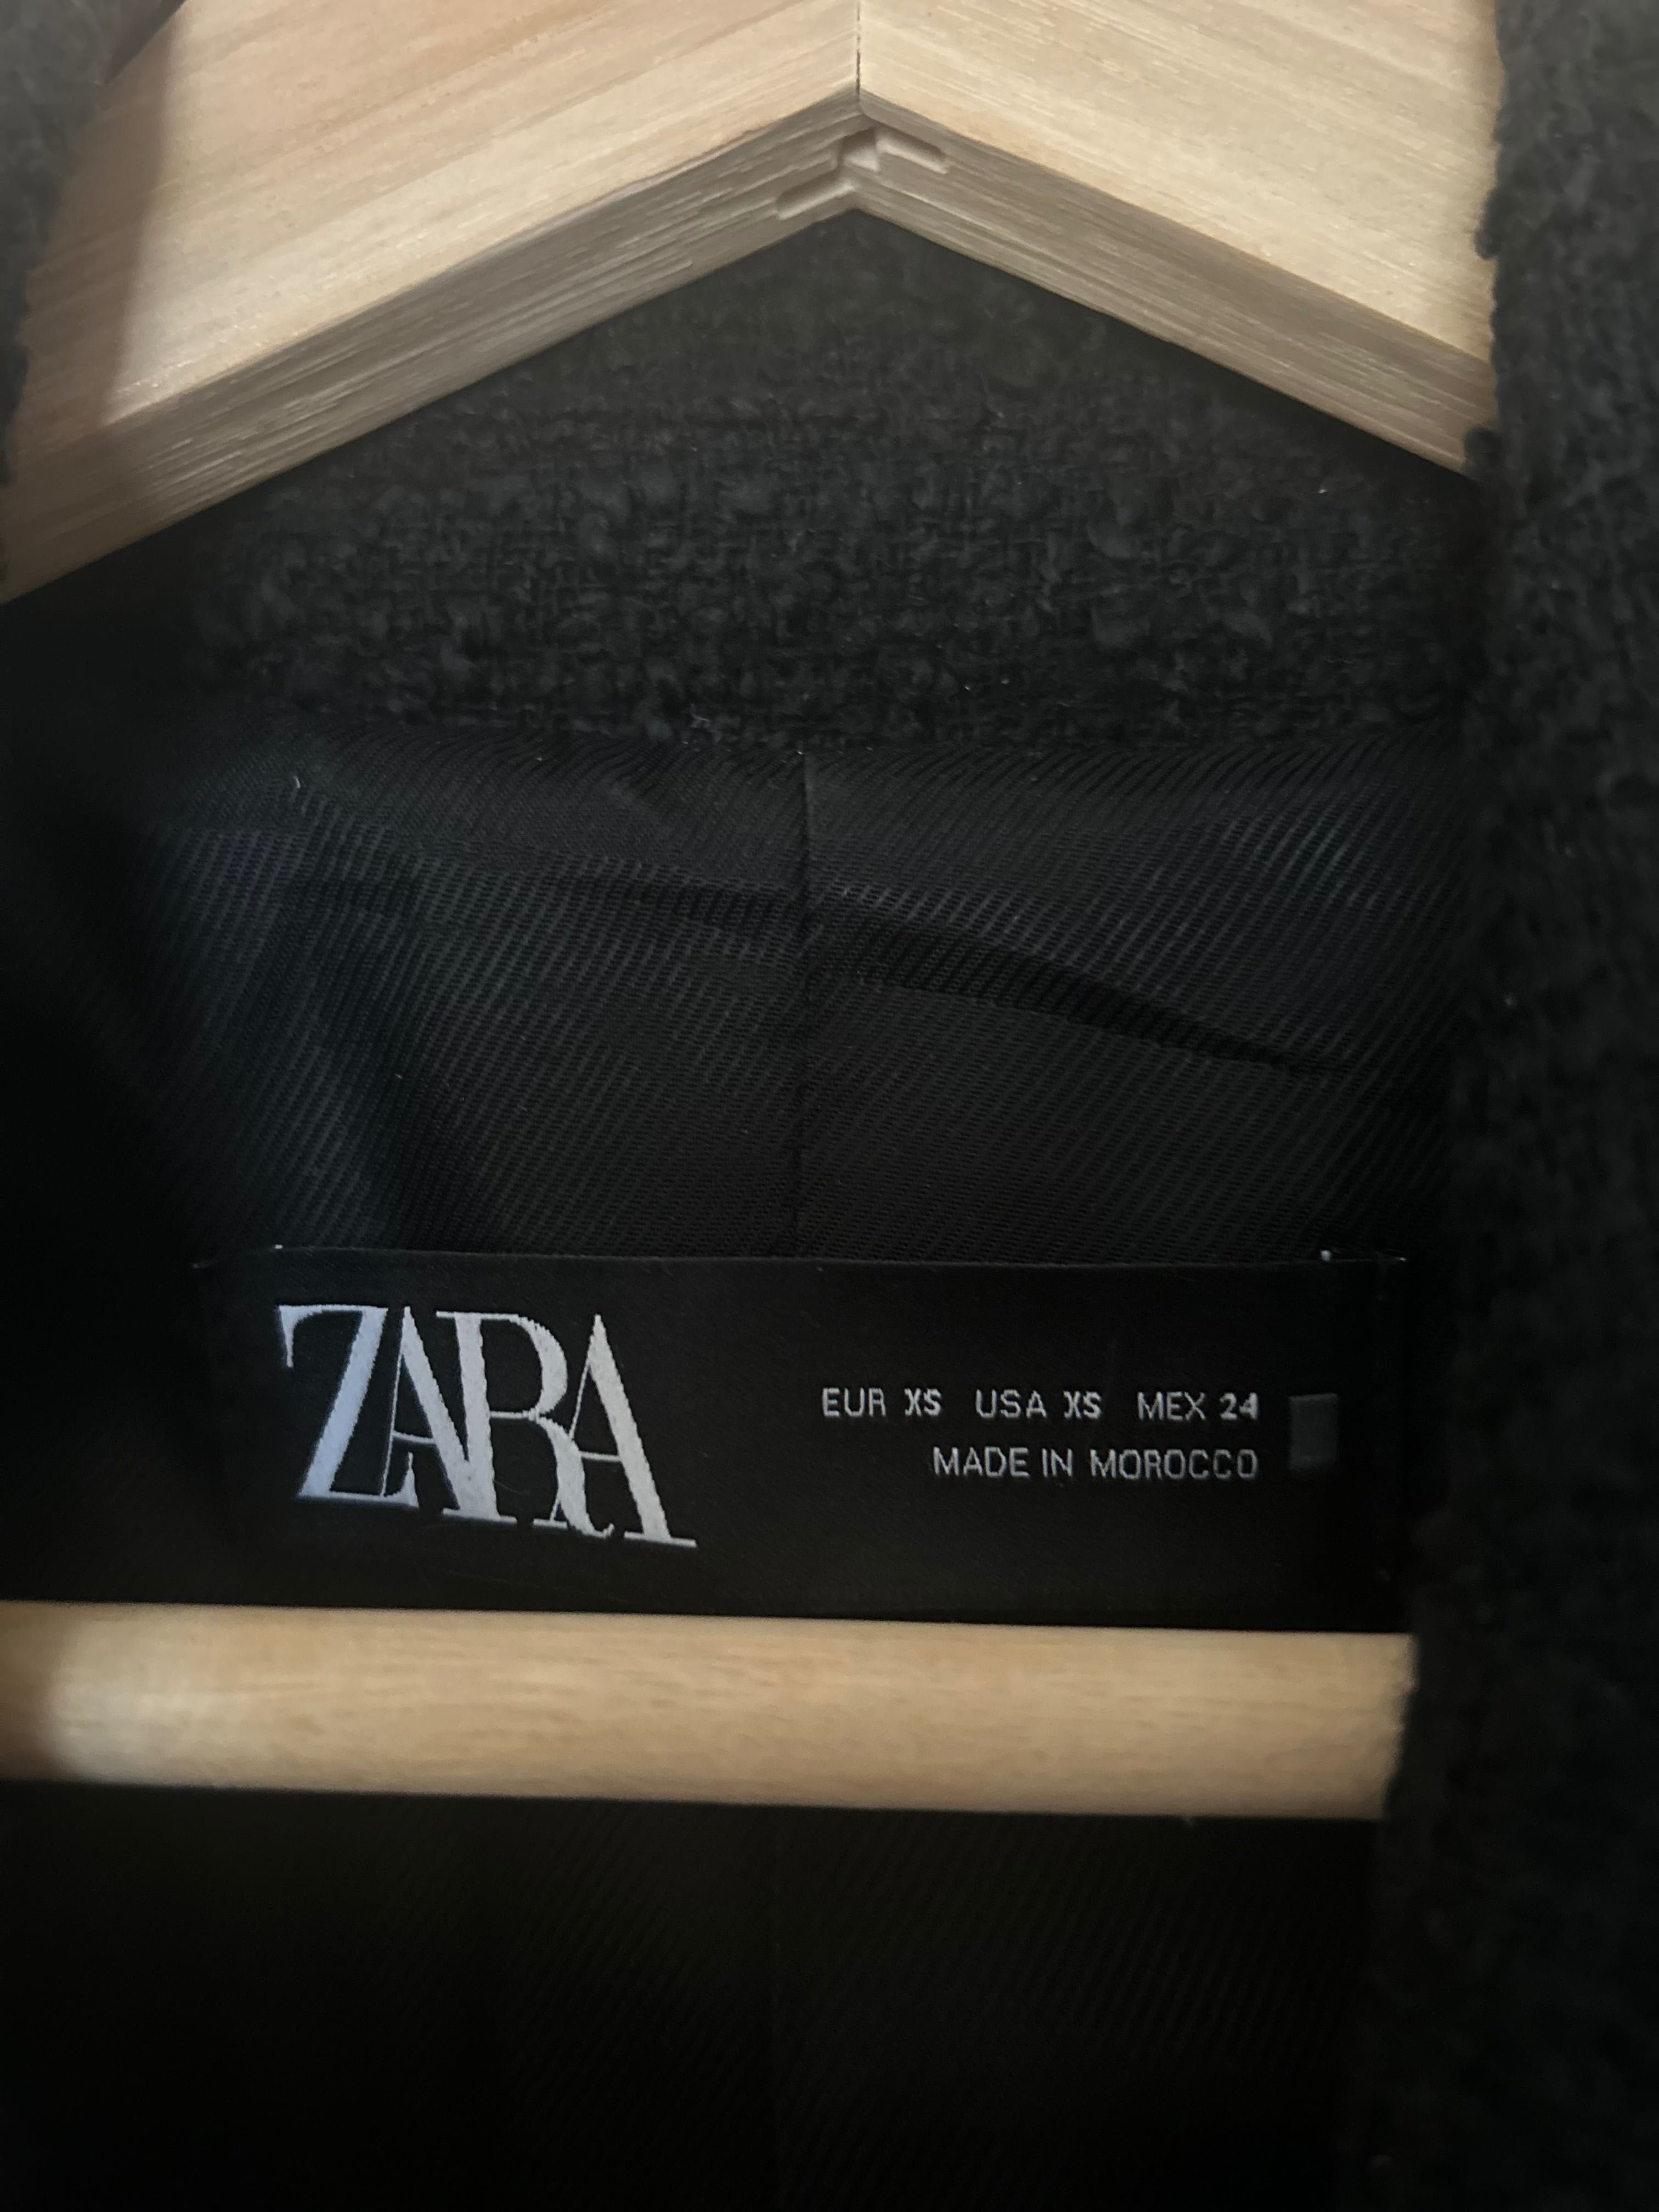 ZARA
EUR XS USA XS MEX 24
MADE IN MOROCCO